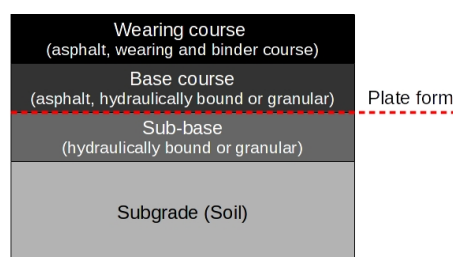 Wearing course
(asphalt, wearing and binder course)
Base course
(asphalt, hydraulically bound or granular)
Plate form
Sub-base
(hydraulically bound or granular)
Subgrade (Soil)